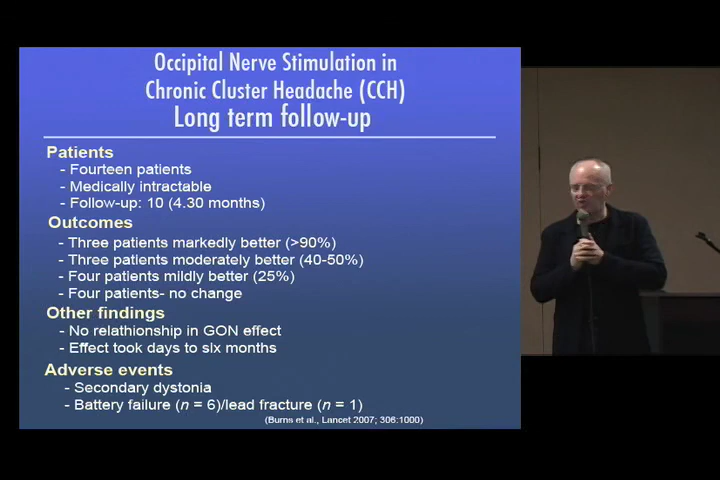 Occipital Nerve Stimulation in
Chronic Cluster Headache (CCH)
Long term follow-up
Patients
- Fourteen patients
- Medically intractable
- Follow-up: 10 (4.30 months)
Outcomes
- Three patients markedly better (>90%)
- Three patients moderately better (40-50%)
- Four patients mildly better (25%)
- Four patients- no change
Other findings
- No relathionship in GON effect
- Effect took days to six months
Adverse events
- Secondary dystonia
- Battery failure (n = 6)/lead fracture (n = 1)
(Burns et al., Lancet 2007; 306:1000)